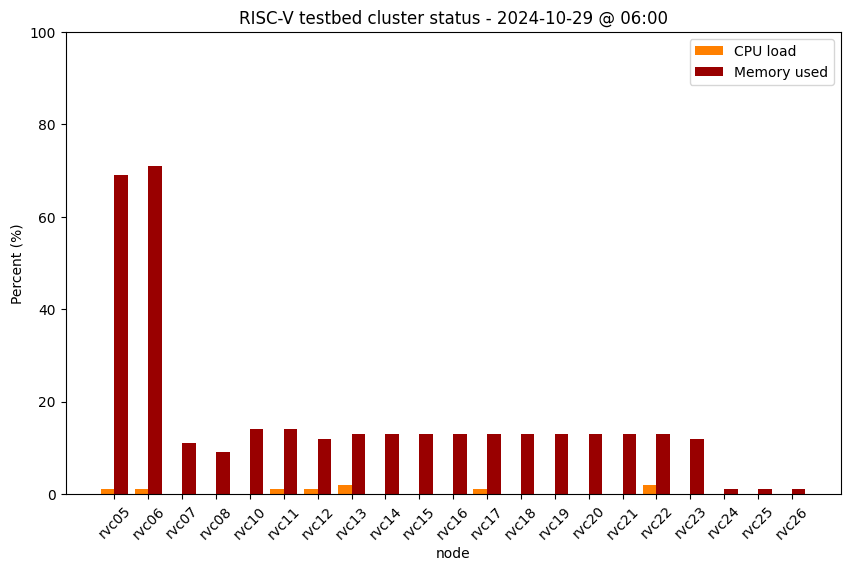 RISC-V testbed cluster status - 2024-10-29 @ 06:00
CPU load
Memory used
Percent (%)
100
80
60
40
20
0
rvc05
rvc06
rvc07
rvc08
rvc10
rvc11
rvc12
rvc13
rvc14
rvc15
rvc16
rvc17
rvc18
rvc19
rvc20
rvc21
rvc22
rvc23
rvc24
rvc25
rvc26
node